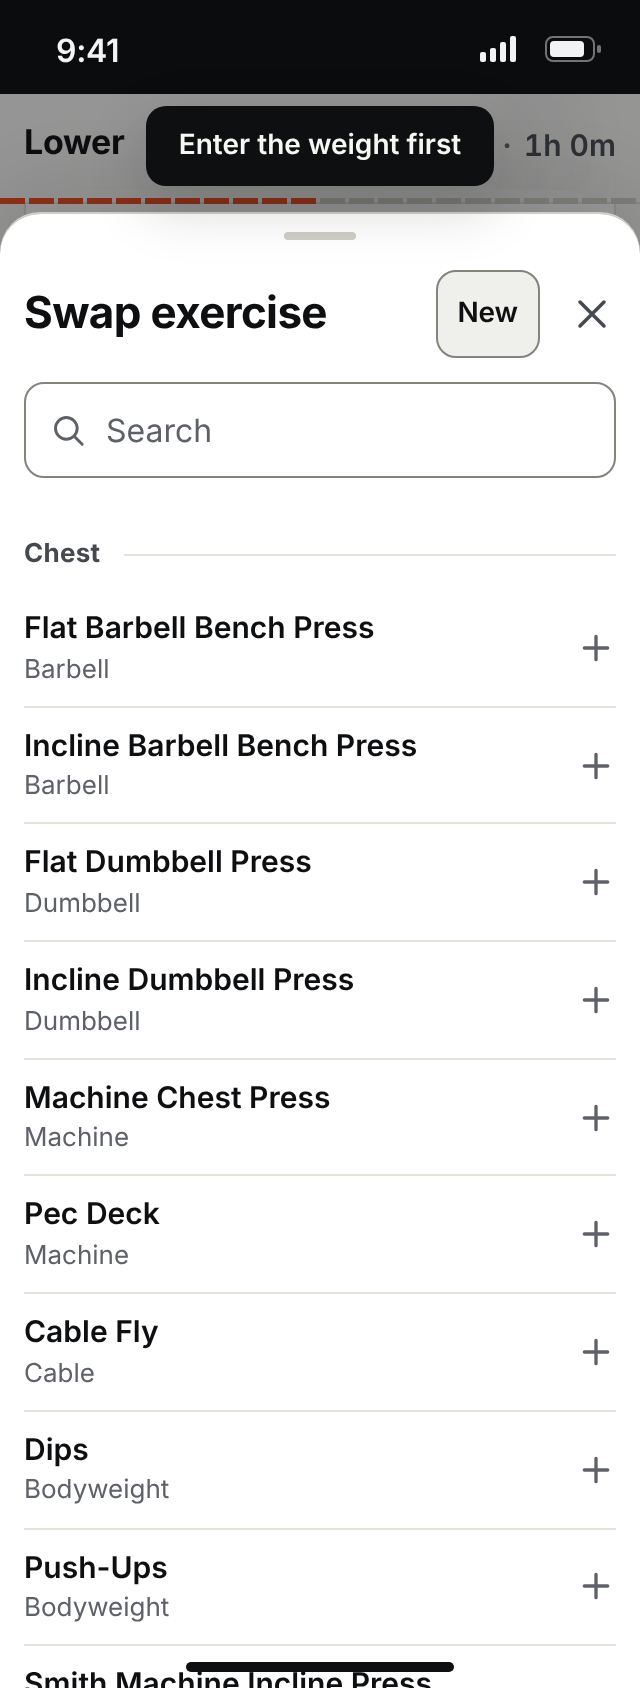 9:41
Lower
Enter the weight first
· 1h 0m
Swap exercise
New
Search
Chest
Flat Barbell Bench Press
Barbell
Incline Barbell Bench Press
Barbell
Flat Dumbbell Press
Dumbbell
Incline Dumbbell Press
Dumbbell
Machine Chest Press
Machine
Pec Deck
Machine
Cable Fly
Cable
Dips
Bodyweight
Push-Ups
Bodyweight
Smith Machine Incline Press